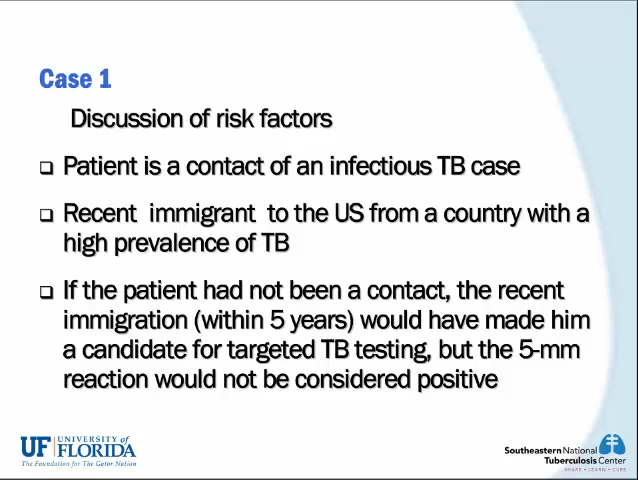 Case 1
Discussion of risk factors
❑ Patient is a contact of an infectious TB case
❑ Recent immigrant to the US from a country with a
high prevalence of TB
❑ If the patient had not been a contact, the recent
immigration (within 5 years) would have made him
a candidate for targeted TB testing, but the 5-mm
reaction would not be considered positive
UF UNIVERSITY of
FLORIDA
The Foundation for The Gator Nation
Southeastern National
Tuberculosis Center
SHARE • LEARN • CURE